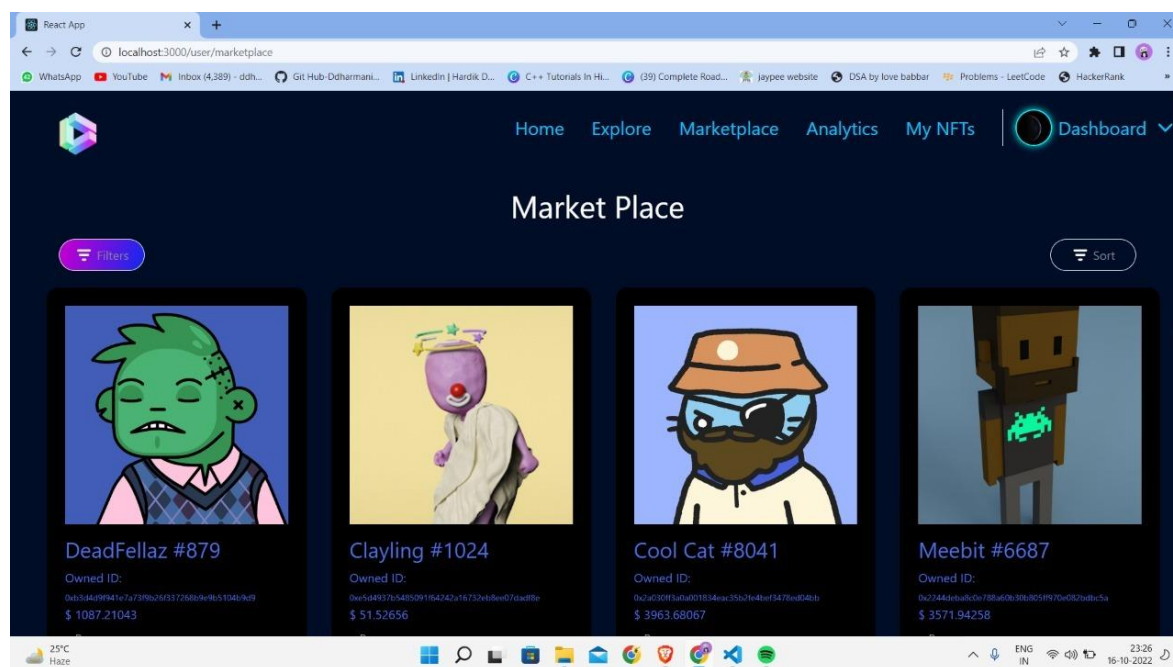 React App
localhost:3000/user/marketplace
WhatsApp YouTube Inbox (4,389) - ddh... Git Hub-Ddharmani... LinkedIn | Hardik D... C++ Tutorials In Hi... (39) Complete Road... jaypee website DSA by love babbar Problems - LeetCode HackerRank »
Home Explore Marketplace Analytics My NFTs Dashboard
Market Place
Filters Sort
DeadFellaz #879 Clayling #1024 Cool Cat #8041 Meebit #6687
Owned ID: Owned ID: Owned ID: Owned ID:
$ 1087.21043 $ 51.52656 $ 3963.68067 $ 3571.94258
25°C ENG 23:26
Haze IN 16-10-2022